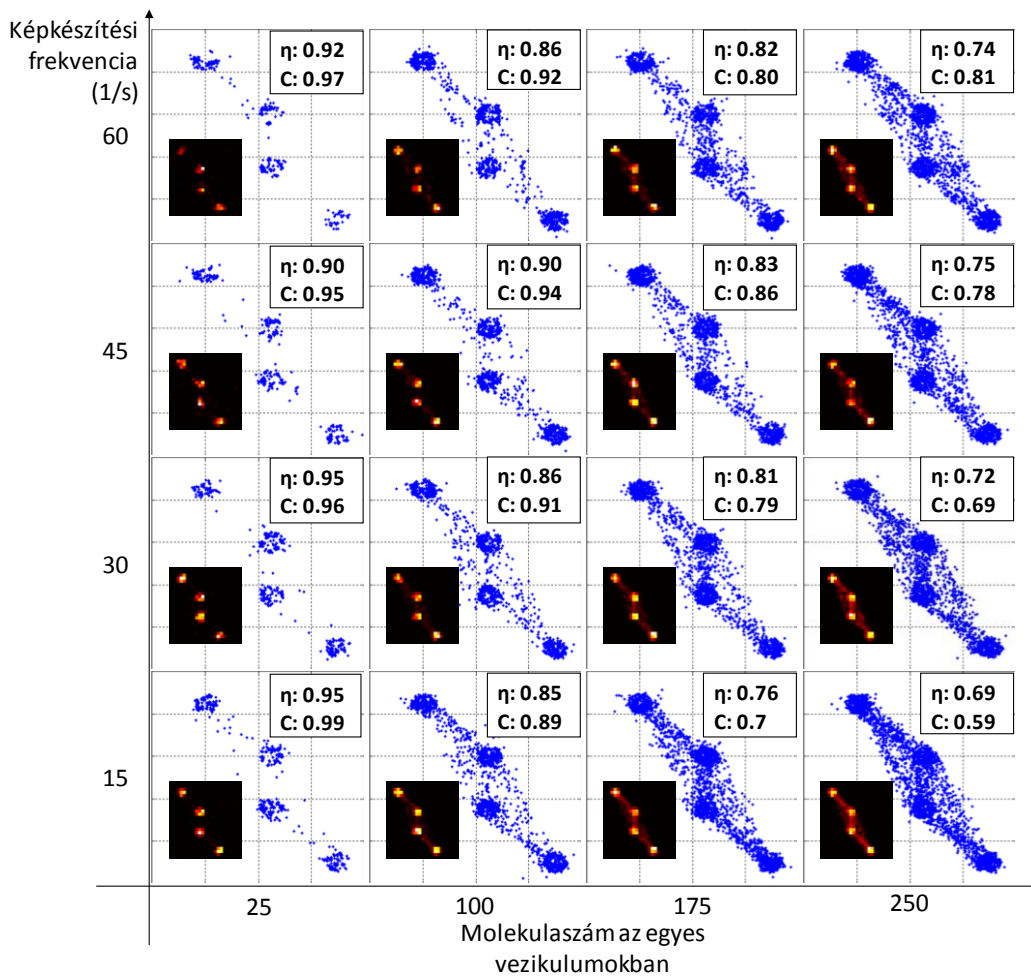 Képkészítési
frekvencia
(1/s)
60
η: 0.92
C: 0.97
η: 0.86
C: 0.92
η: 0.82
C: 0.80
η: 0.74
C: 0.81
45
η: 0.90
C: 0.95
η: 0.90
C: 0.94
η: 0.83
C: 0.86
η: 0.75
C: 0.78
30
η: 0.95
C: 0.96
η: 0.86
C: 0.91
η: 0.81
C: 0.79
η: 0.72
C: 0.69
15
η: 0.95
C: 0.99
η: 0.85
C: 0.89
η: 0.76
C: 0.7
η: 0.69
C: 0.59
25
100
175
250
Molekulaszám az egyes
vezikulumokban